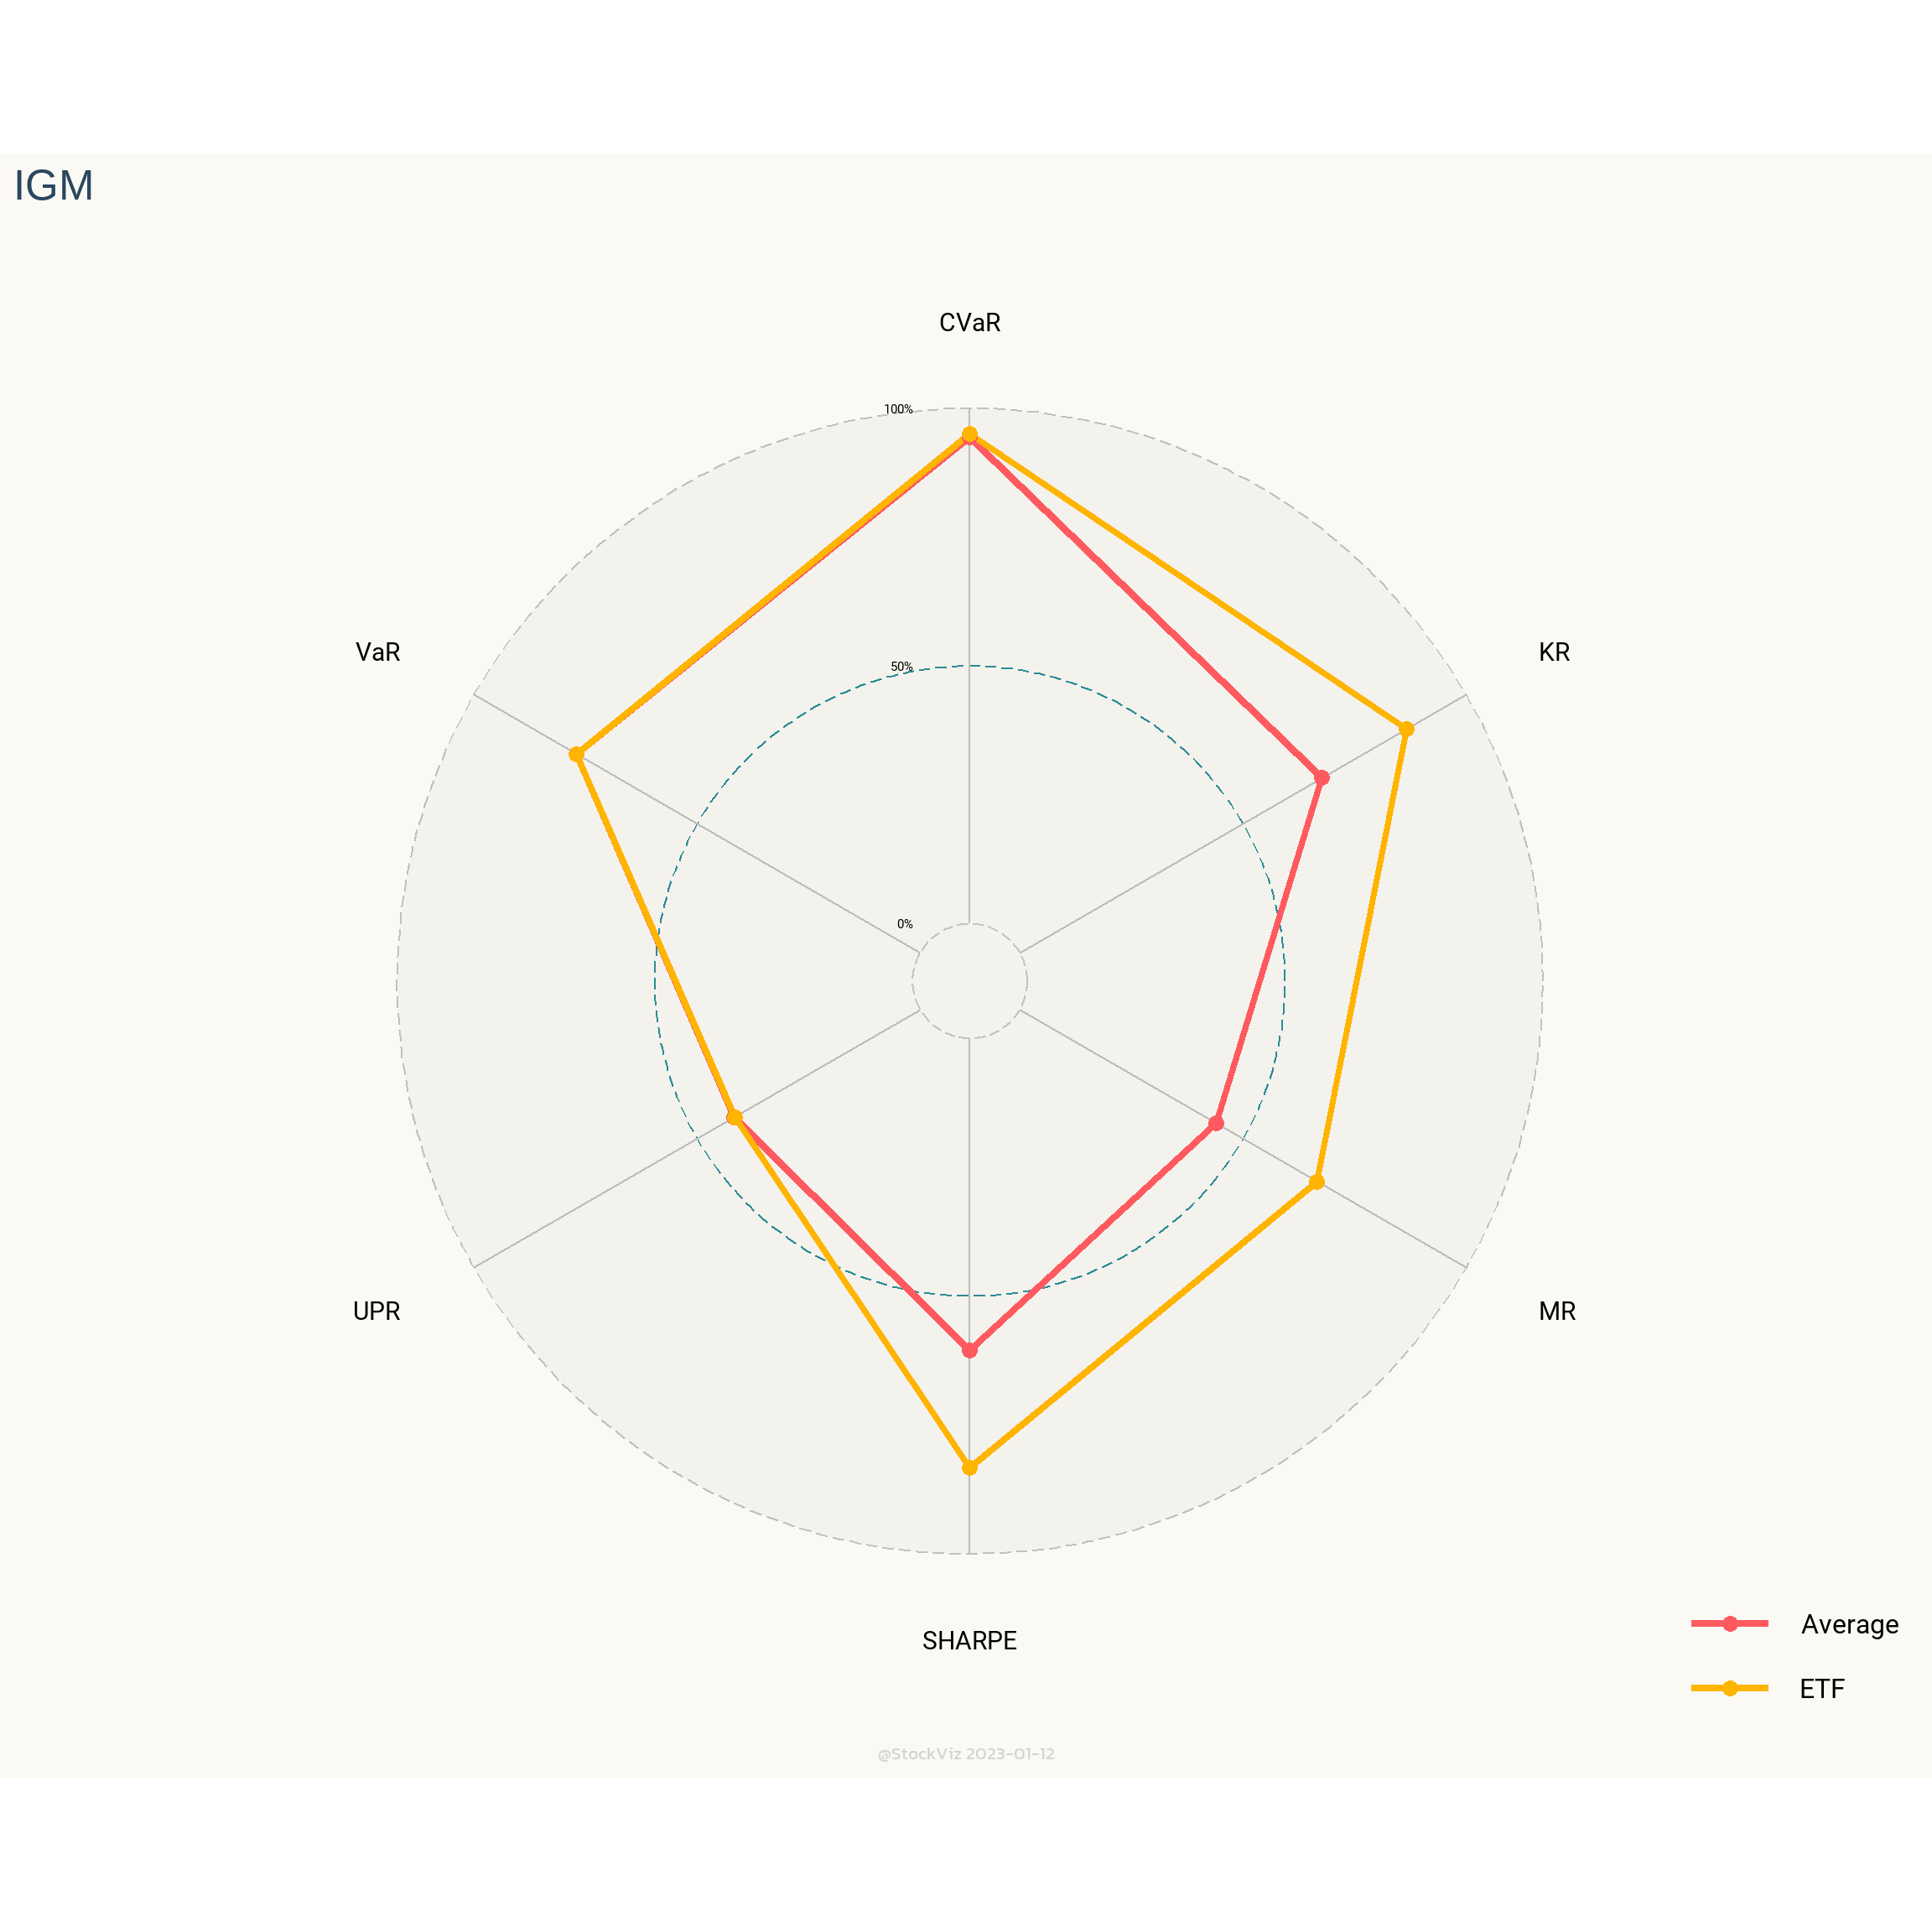 IGM
CVaR
100%
KR
VaR
50%
0%
UPR
MR
SHARPE
Average
ETF
@StockViz 2023-01-12